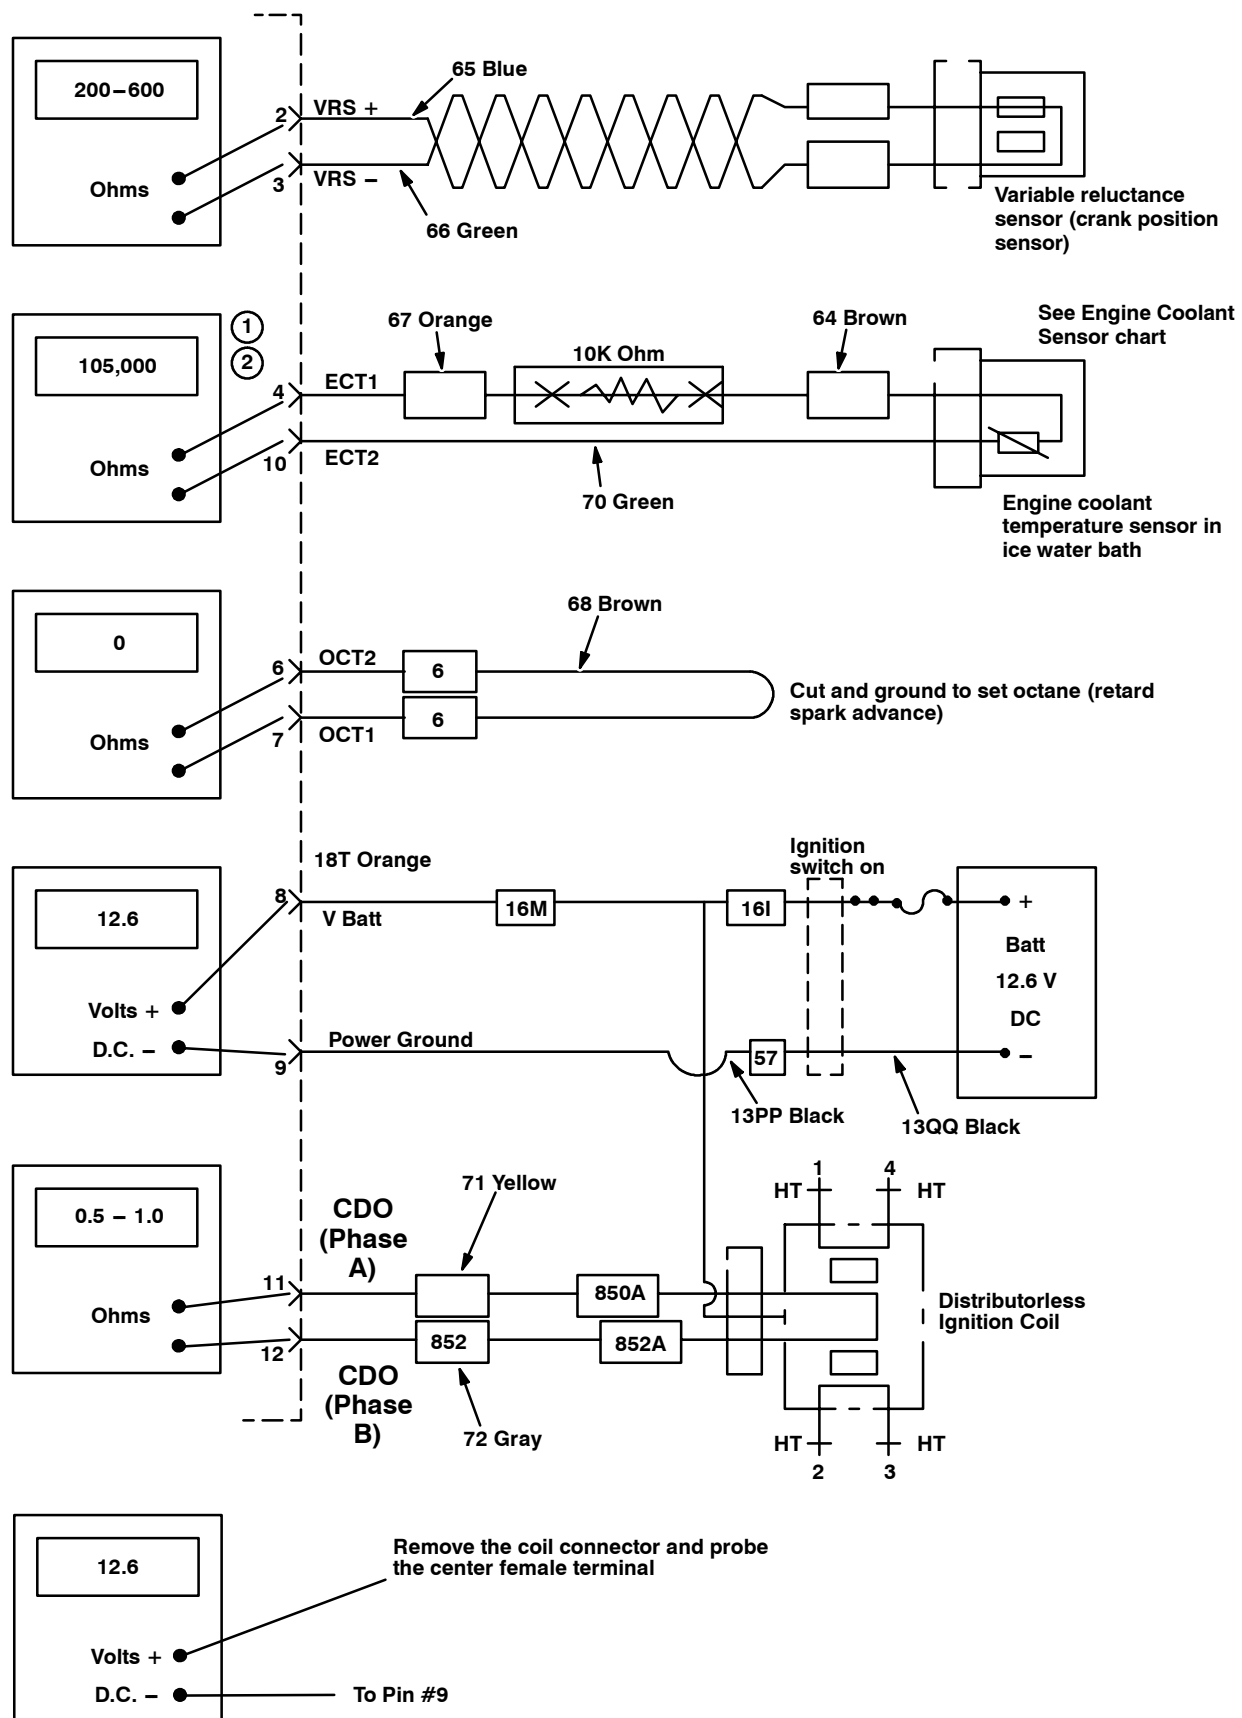 200–600
Ohms
2
3
VRS +
VRS –
65 Blue
66 Green
Variable reluctance
sensor (crank position
sensor)
105,000
Ohms
1
2
4
10
ECT1
ECT2
67 Orange
10K Ohm
64 Brown
70 Green
See Engine Coolant
Sensor chart
Engine coolant
temperature sensor in
ice water bath
0
Ohms
6
7
OCT2
OCT1
6
6
68 Brown
Cut and ground to set octane (retard
spark advance)
12.6
Volts +
D.C. –
8
9
18T Orange
V Batt
16M
16I
Ignition
switch on
+
Batt
12.6 V
DC
–
Power Ground
57
13PP Black
13QQ Black
0.5 – 1.0
Ohms
11
12
CDO
(Phase
A)
71 Yellow
850A
852
852A
CDO
(Phase
B)
72 Gray
1
4
HT
HT
Distributorless
Ignition Coil
HT
HT
2
3
12.6
Volts +
D.C. –
Remove the coil connector and probe
the center female terminal
To Pin #9